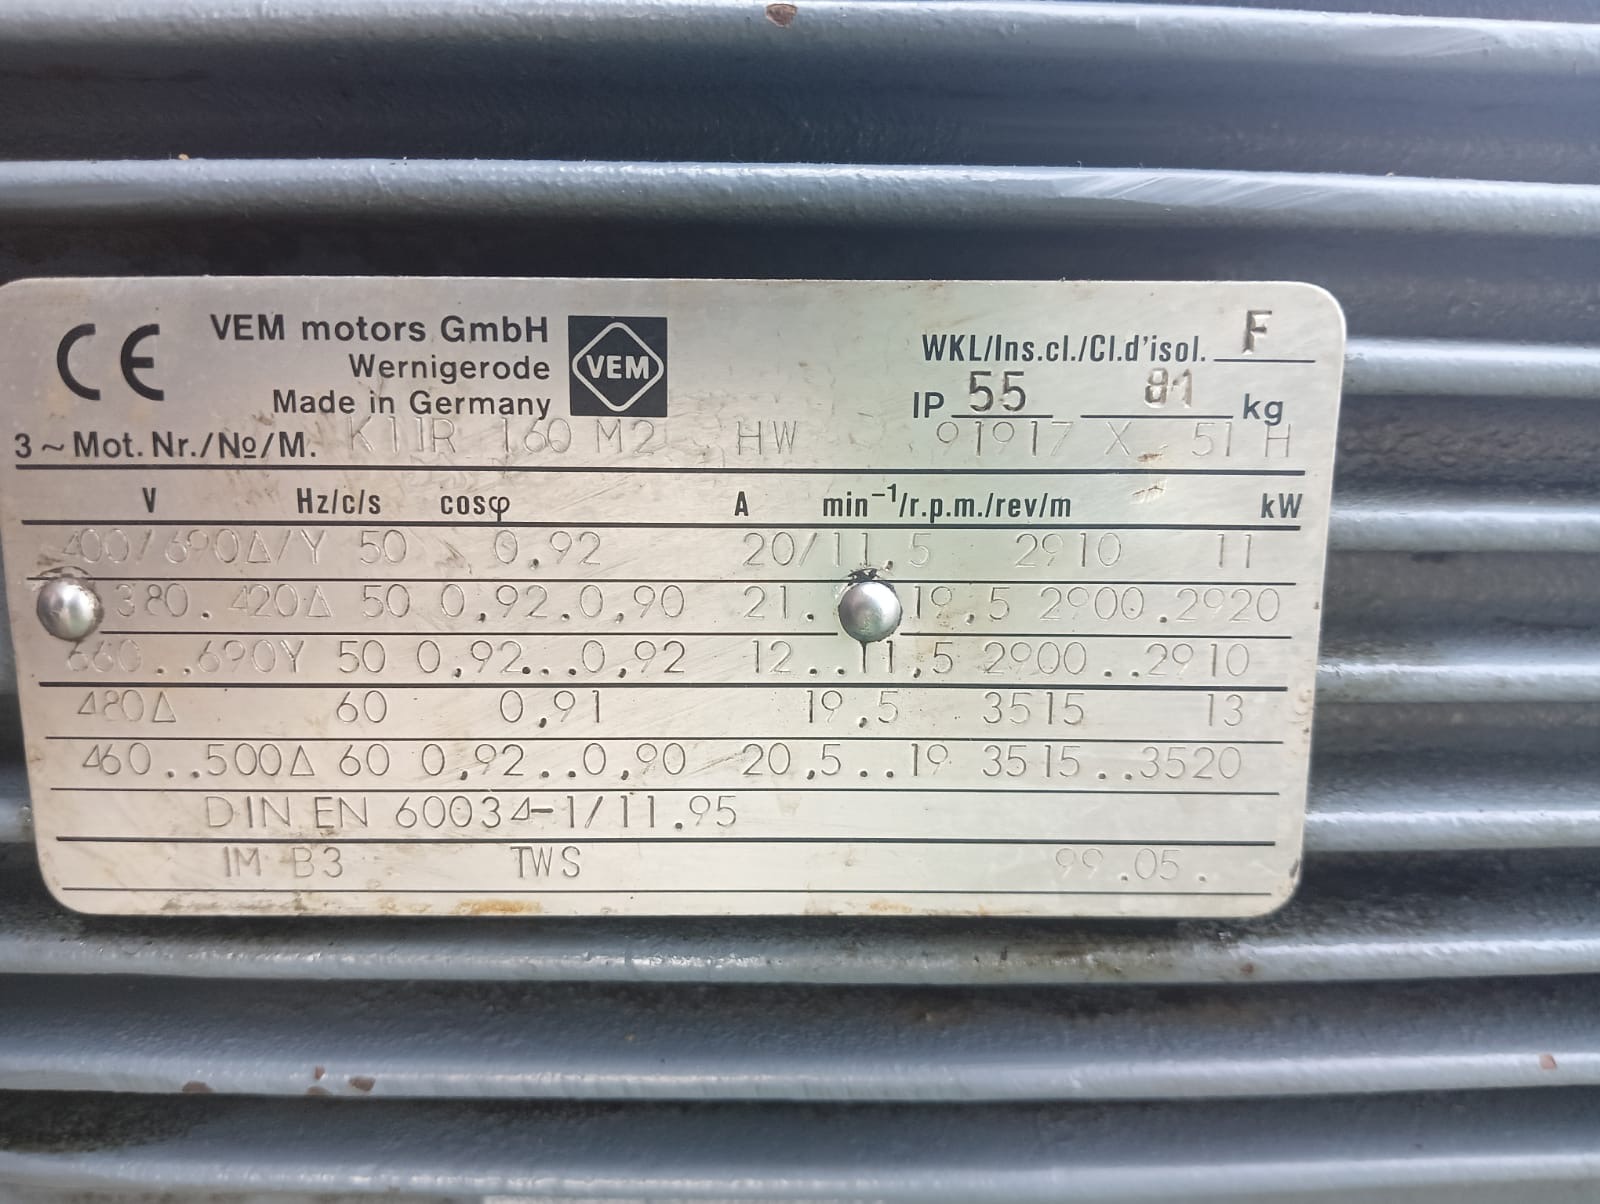 CE
VEM motors GmbH
Wernigerode
Made in Germany
VEM
WKL/Ins.cl./Cl.d'isol. F
IP 55 81 kg
3~Mot. Nr./No/M. K11R 160 M2 HW 91917 X 51 H
V Hz/c/s cosφ A min⁻¹/r.p.m./rev/m kW
400/690Δ/Y 50 0,92 20/11,5 2910 11
380. 420Δ 50 0,92.0,90 21. 19,5 2900.2920
660..690Y 50 0,92..0,92 12..11,5 2900..2910
480Δ 60 0,91 19,5 3515 13
460..500Δ 60 0,92..0,90 20,5..19 3515..3520
DIN EN 60034-1/11.95
IM B3 TWS 99.05.